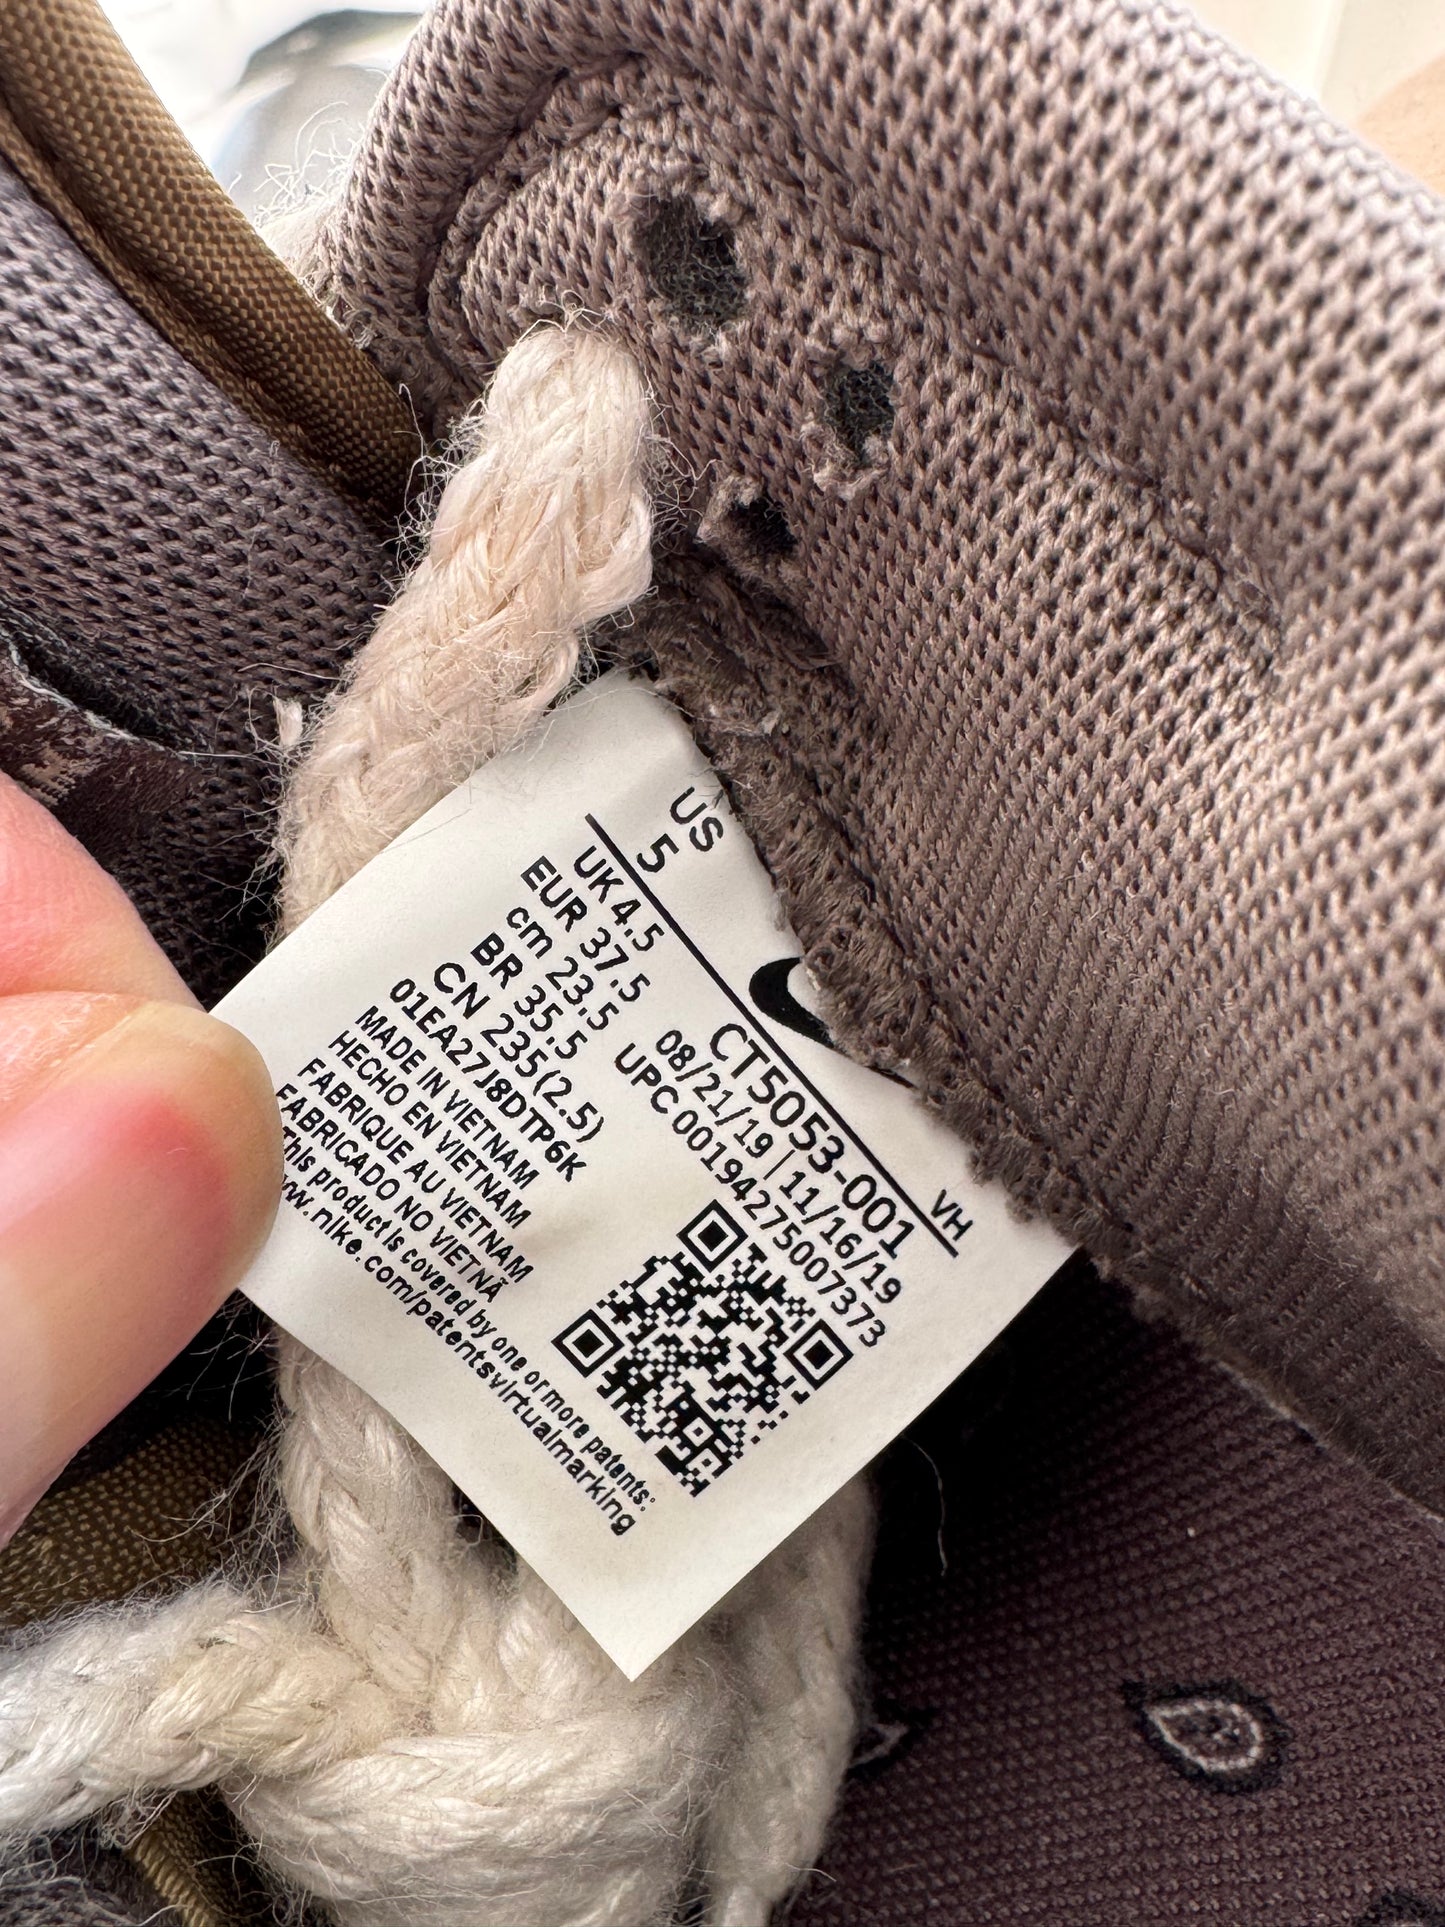 US
5
UK 4.5
EUR 37.5
cm 23.5
BR 35.5
CN 235(2.5)
01EA27J8DTP6K
MADE IN VIETNAM
HECHO EN VIETNAM
FABRIQUE AU VIETNAM
FABRICADO NO VIETNÃ
This product is covered by one or more patents:
www.nike.com/patentsvirtualmarking
VH
CT5053-001
08/21/19 | 11/16/19
UPC 00194275007373